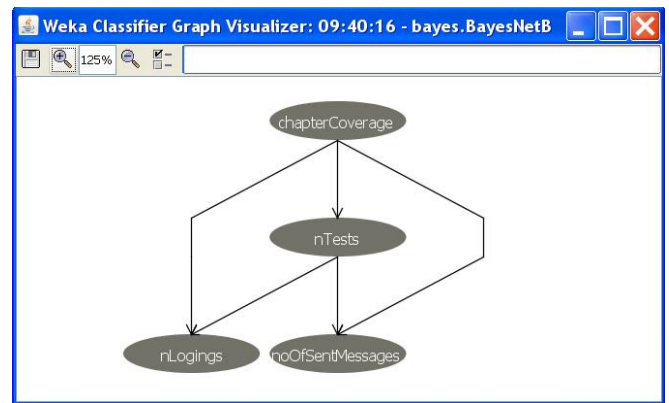 Weka Classifier Graph Visualizer: 09:40:16 - bayes.BayesNetB
125%
chapterCoverage
nTests
nLogings
noOfSentMessages